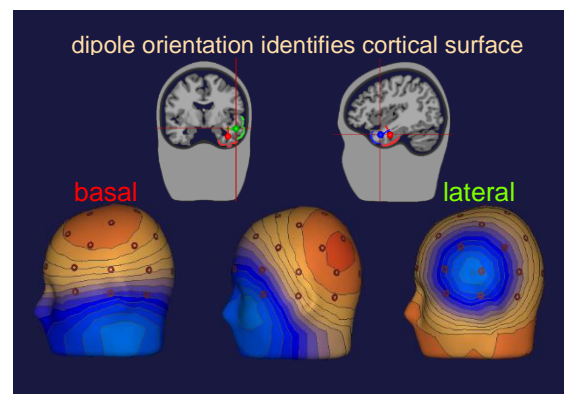 dipole orientation identifies cortical surface
basal
lateral